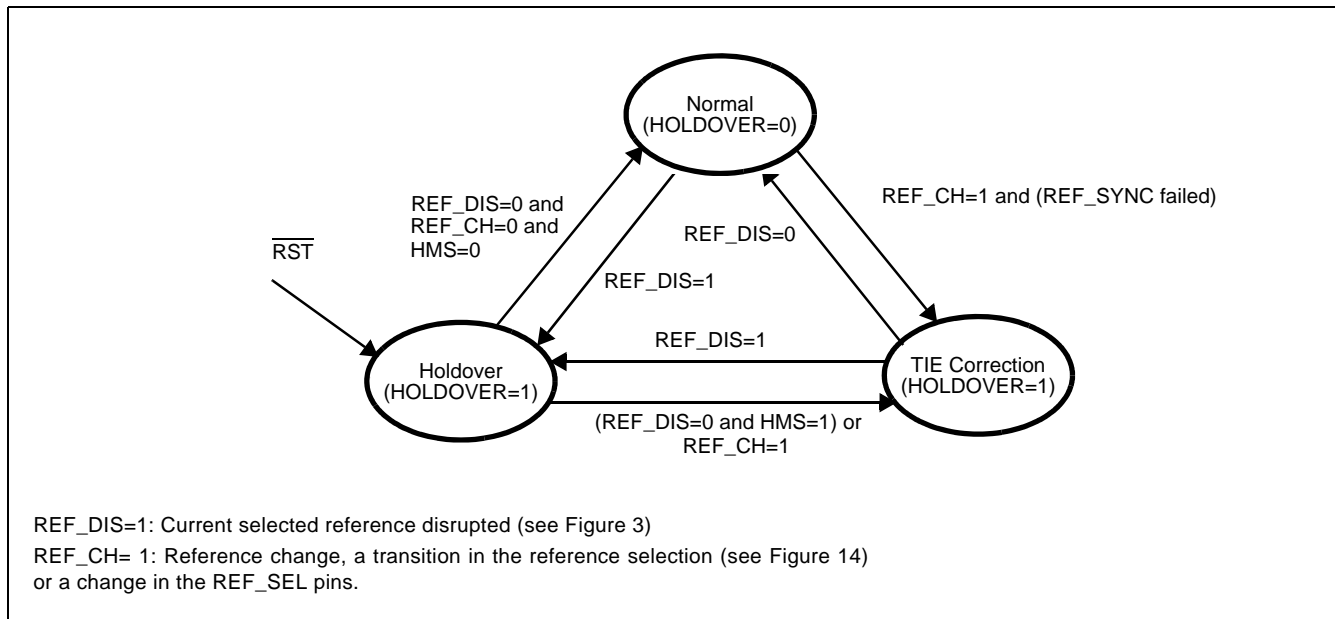 Normal
(HOLDOVER=0)
REF_DIS=0 and
REF_CH=0 and
HMS=0
REF_CH=1 and (REF_SYNC failed)
RST
REF_DIS=0
REF_DIS=1
REF_DIS=1
Holdover
(HOLDOVER=1)
TIE Correction
(HOLDOVER=1)
(REF_DIS=0 and HMS=1) or
REF_CH=1
REF_DIS=1: Current selected reference disrupted (see Figure 3)
REF_CH= 1: Reference change, a transition in the reference selection (see Figure 14)
or a change in the REF_SEL pins.